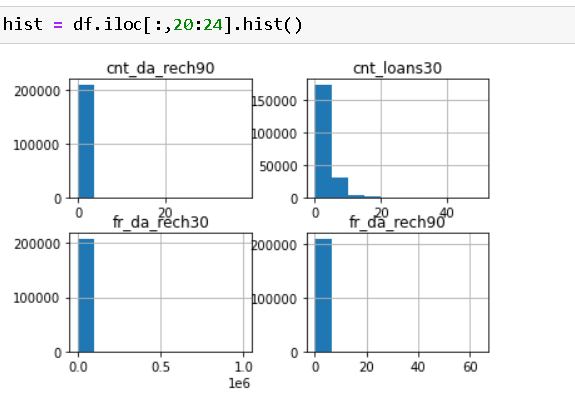 hist = df.iloc[:,20:24].hist()
cnt_da_rech90
cnt_loans30
200000
100000
0
0 20
150000
100000
50000
0
0 20 40
fr_da_rech30
fr_da_rech90
200000
100000
0
0.0 0.5 1.0
1e6
200000
100000
0
0 20 40 60